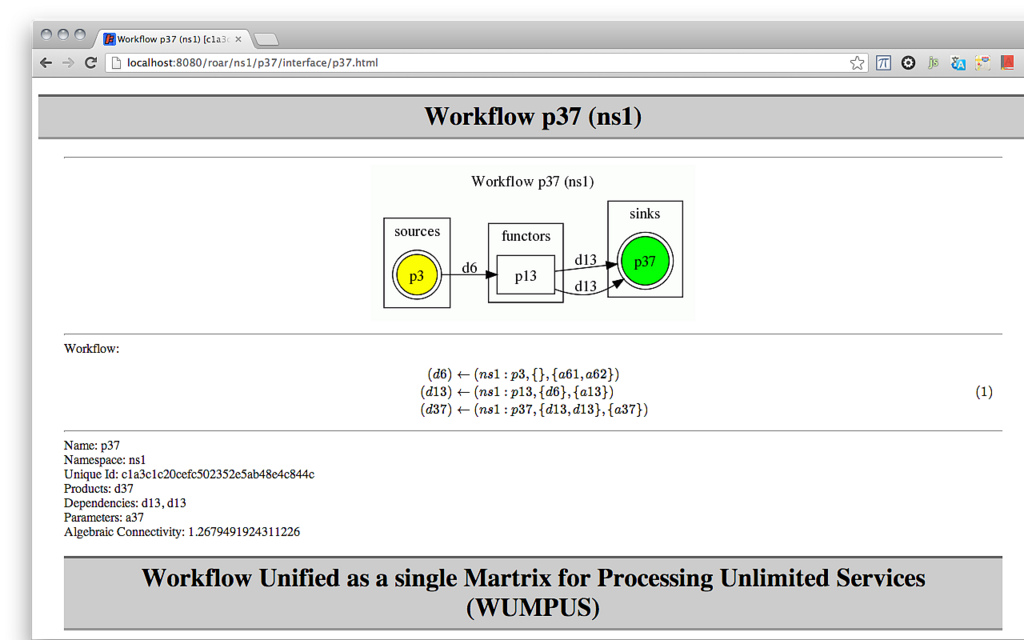 Workflow p37 (ns1) [c1a3c
localhost:8080/roar/ns1/p37/interface/p37.html
Workflow p37 (ns1)
Workflow p37 (ns1)
sources
functors
sinks
p3
d6
p13
d13
d13
p37
Workflow:
(d6) ← (ns1 : p3, {}, {a61, a62})
(d13) ← (ns1 : p13, {d6}, {a13})
(d37) ← (ns1 : p37, {d13, d13}, {a37})
(1)
Name: p37
Namespace: ns1
Unique Id: c1a3c1c20cefc502352e5ab48e4c844c
Products: d37
Dependencies: d13, d13
Parameters: a37
Algebraic Connectivity: 1.2679491924311226
Workflow Unified as a single Martrix for Processing Unlimited Services
(WUMPUS)